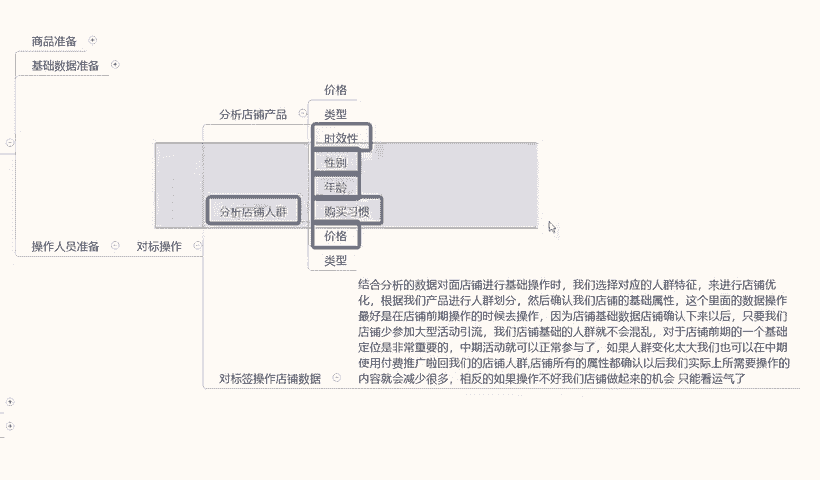 商品准备
基础数据准备
价格
分析店铺产品
类型
时效性
性别
年龄
分析店铺人群
购买习惯
价格
操作人员准备
对标操作
类型
结合分析的数据对面店铺进行基础操作时，我们选择对应的人群特征，来进行店铺优
化，根据我们产品进行人群划分，然后确认我们店铺的基础属性，这个里面的数据操作
最好是在店铺前期操作的时候去操作，因为店铺基础数据店铺确认下来以后，只要我们
店铺少参加大型活动引流，我们店铺基础的人群就不会混乱，对于店铺前期的一个基础
定位是非常重要的，中期活动就可以正常参与了，如果人群变化太大我们也可以在中期
使用付费推广啦回我们的店铺人群,店铺所有的属性都确认以后我们实际上所需要操作的
内容就会减少很多，相反的如果操作不好我们店铺做起来的机会 只能看运气了
对标签操作店铺数据